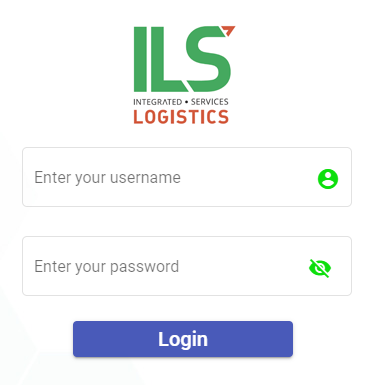 ILS
INTEGRATED • SERVICES
LOGISTICS
Enter your username
Enter your password
Login